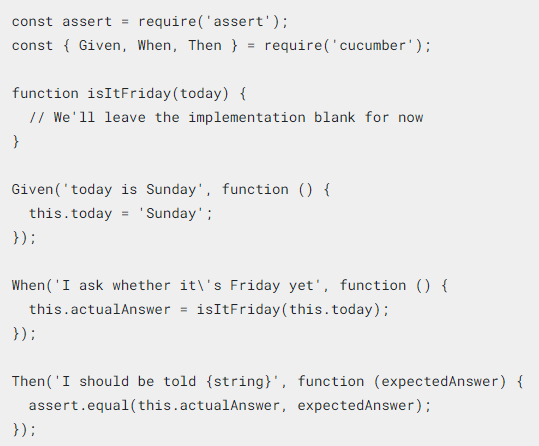 const assert = require('assert');
const { Given, When, Then } = require('cucumber');
function isItFriday(today) {
  // We'll leave the implementation blank for now
}
Given('today is Sunday', function () {
  this.today = 'Sunday';
});
When('I ask whether it\'s Friday yet', function () {
  this.actualAnswer = isItFriday(this.today);
});
Then('I should be told {string}', function (expectedAnswer) {
  assert.equal(this.actualAnswer, expectedAnswer);
});